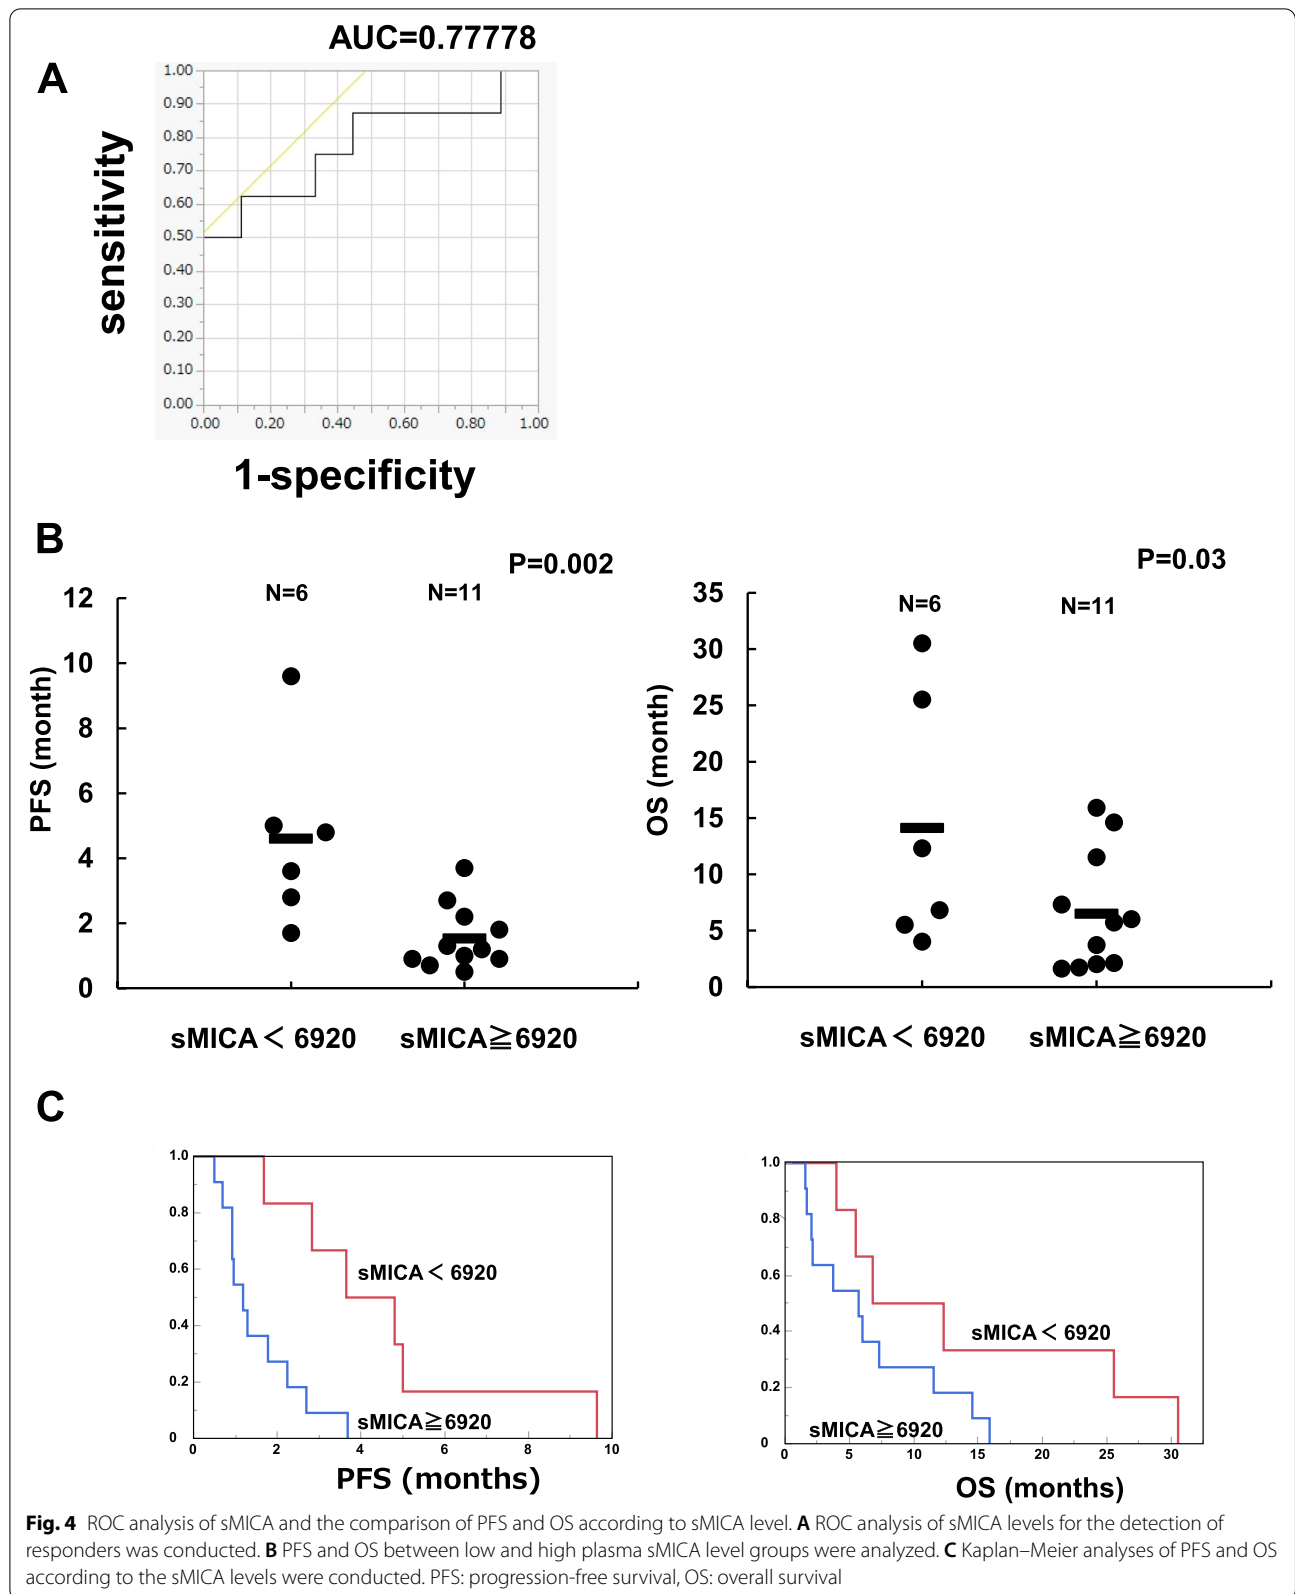 AUC=0.77778
A
1.00
0.90
0.80
0.70
0.60
0.50
0.40
0.30
0.20
0.10
0.00
sensitivity
0.00 0.20 0.40 0.60 0.80 1.00
1-specificity
B
P=0.002
N=6 N=11
12
10
8
6
4
2
0
PFS (month)
sMICA＜6920 sMICA≧6920
P=0.03
N=6 N=11
35
30
25
20
15
10
5
0
OS (month)
sMICA＜6920 sMICA≧6920
C
1.0
0.8
0.6
0.4
0.2
0
sMICA＜6920
sMICA≧6920
0 2 4 6 8 10
PFS (months)
1.0
0.8
0.6
0.4
0.2
0
sMICA＜6920
sMICA≧6920
0 5 10 15 20 25 30
OS (months)
Fig. 4 ROC analysis of sMICA and the comparison of PFS and OS according to sMICA level. A ROC analysis of sMICA levels for the detection of
responders was conducted. B PFS and OS between low and high plasma sMICA level groups were analyzed. C Kaplan–Meier analyses of PFS and OS
according to the sMICA levels were conducted. PFS: progression-free survival, OS: overall survival